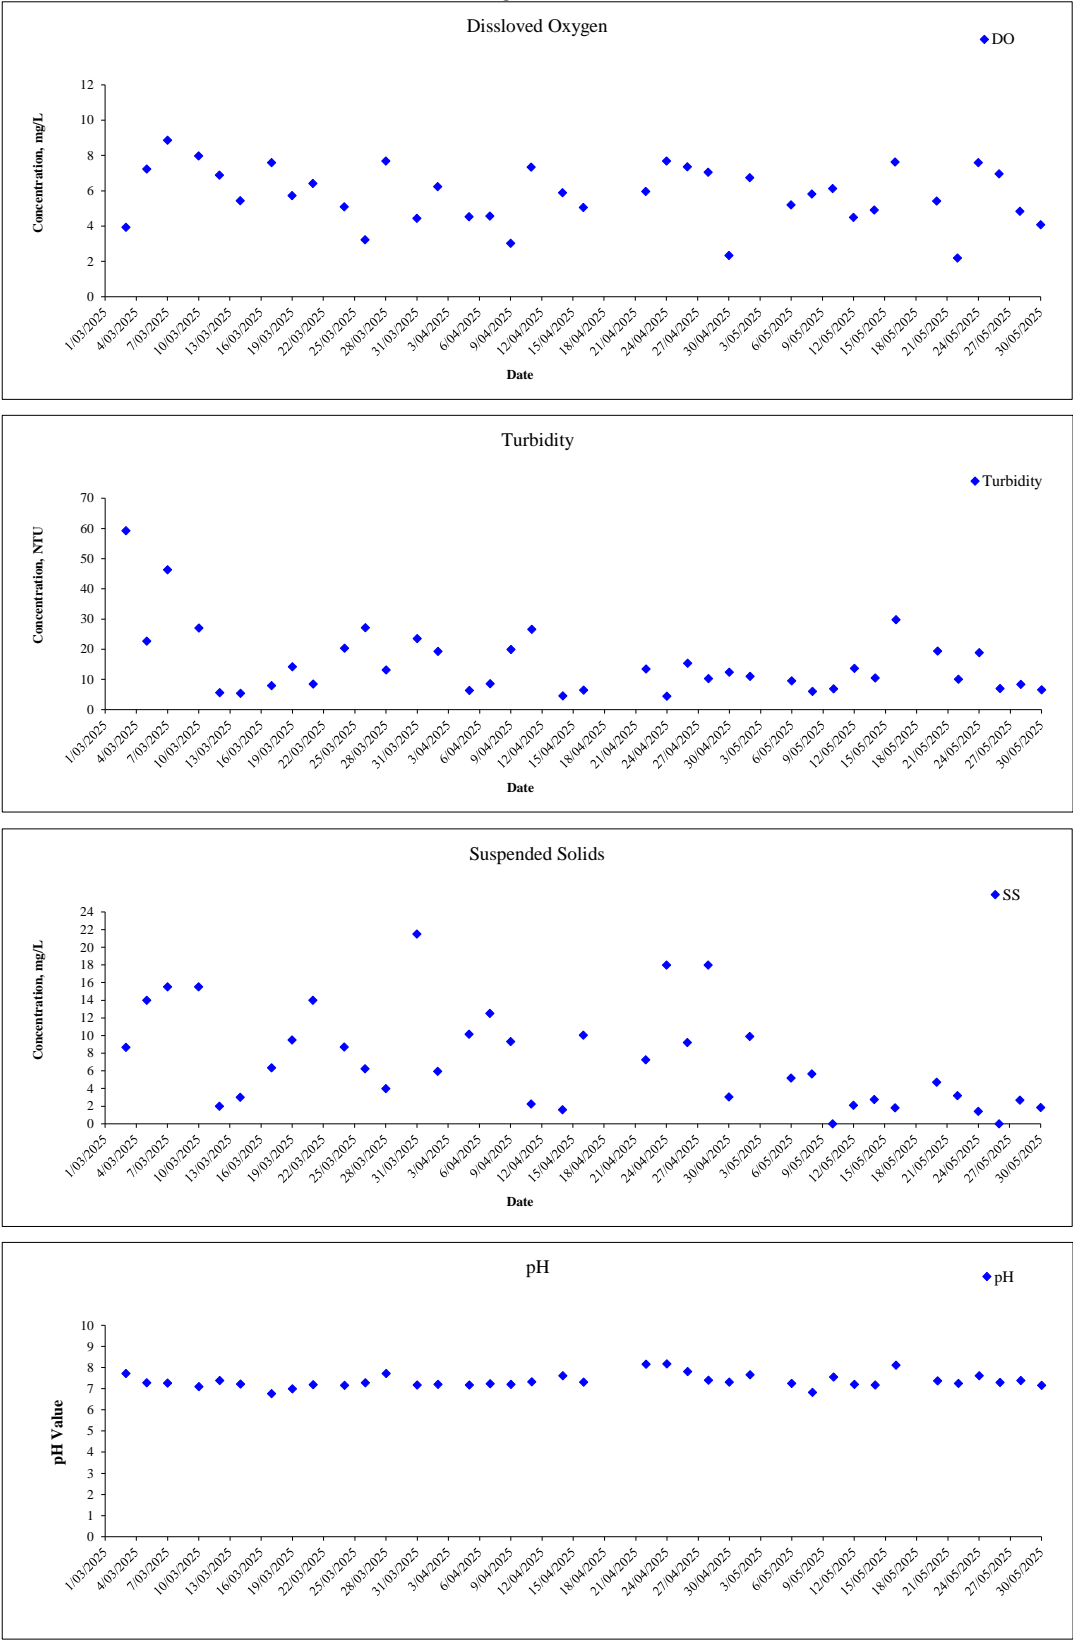 Dissloved Oxygen
DO
Concentration, mg/L
12
10
8
6
4
2
0
1/03/2025 4/03/2025 7/03/2025 10/03/2025 13/03/2025 16/03/2025 19/03/2025 22/03/2025 25/03/2025 28/03/2025 31/03/2025 3/04/2025 6/04/2025 9/04/2025 12/04/2025 15/04/2025 18/04/2025 21/04/2025 24/04/2025 27/04/2025 30/04/2025 3/05/2025 6/05/2025 9/05/2025 12/05/2025 15/05/2025 18/05/2025 21/05/2025 24/05/2025 27/05/2025 30/05/2025
Date
Turbidity
Turbidity
Concentration, NTU
70
60
50
40
30
20
10
0
1/03/2025 4/03/2025 7/03/2025 10/03/2025 13/03/2025 16/03/2025 19/03/2025 22/03/2025 25/03/2025 28/03/2025 31/03/2025 3/04/2025 6/04/2025 9/04/2025 12/04/2025 15/04/2025 18/04/2025 21/04/2025 24/04/2025 27/04/2025 30/04/2025 3/05/2025 6/05/2025 9/05/2025 12/05/2025 15/05/2025 18/05/2025 21/05/2025 24/05/2025 27/05/2025 30/05/2025
Date
Suspended Solids
SS
Concentration, mg/L
24
22
20
18
16
14
12
10
8
6
4
2
0
1/03/2025 4/03/2025 7/03/2025 10/03/2025 13/03/2025 16/03/2025 19/03/2025 22/03/2025 25/03/2025 28/03/2025 31/03/2025 3/04/2025 6/04/2025 9/04/2025 12/04/2025 15/04/2025 18/04/2025 21/04/2025 24/04/2025 27/04/2025 30/04/2025 3/05/2025 6/05/2025 9/05/2025 12/05/2025 15/05/2025 18/05/2025 21/05/2025 24/05/2025 27/05/2025 30/05/2025
Date
pH
pH
pH Value
10
9
8
7
6
5
4
3
2
1
0
1/03/2025 4/03/2025 7/03/2025 10/03/2025 13/03/2025 16/03/2025 19/03/2025 22/03/2025 25/03/2025 28/03/2025 31/03/2025 3/04/2025 6/04/2025 9/04/2025 12/04/2025 15/04/2025 18/04/2025 21/04/2025 24/04/2025 27/04/2025 30/04/2025 3/05/2025 6/05/2025 9/05/2025 12/05/2025 15/05/2025 18/05/2025 21/05/2025 24/05/2025 27/05/2025 30/05/2025